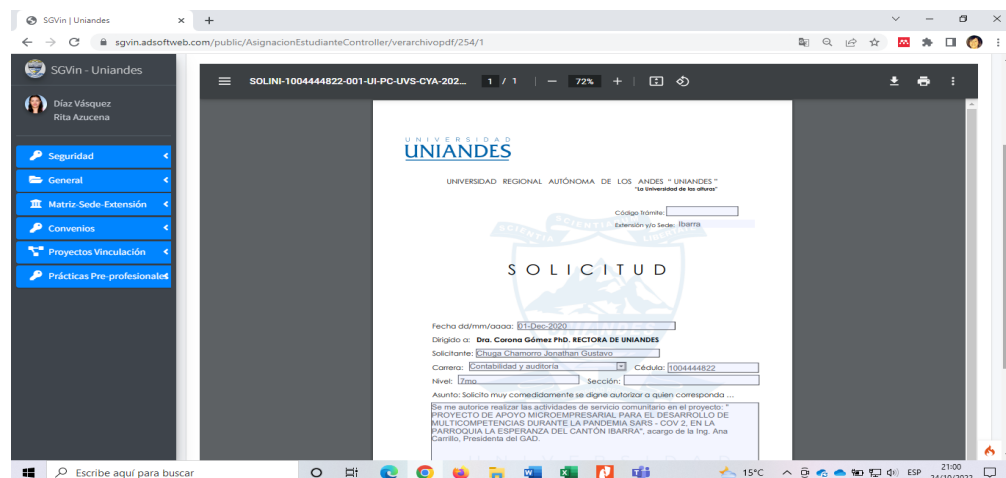 SGVin | Uniandes
sgvin.adsoftweb.com/public/AsignacionEstudianteController/verarchivopdf/254/1
SGVin - Uniandes
Díaz Vásquez
Rita Azucena
Seguridad
General
Matriz-Sede-Extensión
Convenios
Proyectos Vinculación
Prácticas Pre-profesionales
SOLINI-1004444822-001-UI-PC-UVS-CYA-202...
1 / 1
72%
UNIVERSIDAD
UNIANDES
UNIVERSIDAD REGIONAL AUTÓNOMA DE LOS ANDES " UNIANDES "
"La Universidad de las alturas"
Código Trámite:
Extensión y/o Sede: Ibarra
SCIENTIA
UNIANDES
SOLICITUD
Fecha dd/mm/aaaa: 01-Dec-2020
Dirigido a: Dra. Corona Gómez PhD. RECTORA DE UNIANDES
Solicitante: Chuga Chamorro Jonathan Gustavo
Carrera: Contabilidad y auditoría Cédula: 1004444822
Nivel: 7mo Sección:
Asunto: Solicito muy comedidamente se digne autorizar a quien corresponda ...
Se me autorice realizar las actividades de servicio comunitario en el proyecto: "
PROYECTO DE APOYO MICROEMPRESARIAL PARA EL DESARROLLO DE
MULTICOMPETENCIAS DURANTE LA PANDEMIA SARS - COV 2, EN LA
PARROQUIA LA ESPERANZA DEL CANTÓN IBARRA", acargo de la Ing. Ana
Carrillo, Presidenta del GAD.
Escribe aquí para buscar
15°C
ESP
21:00
24/10/2022